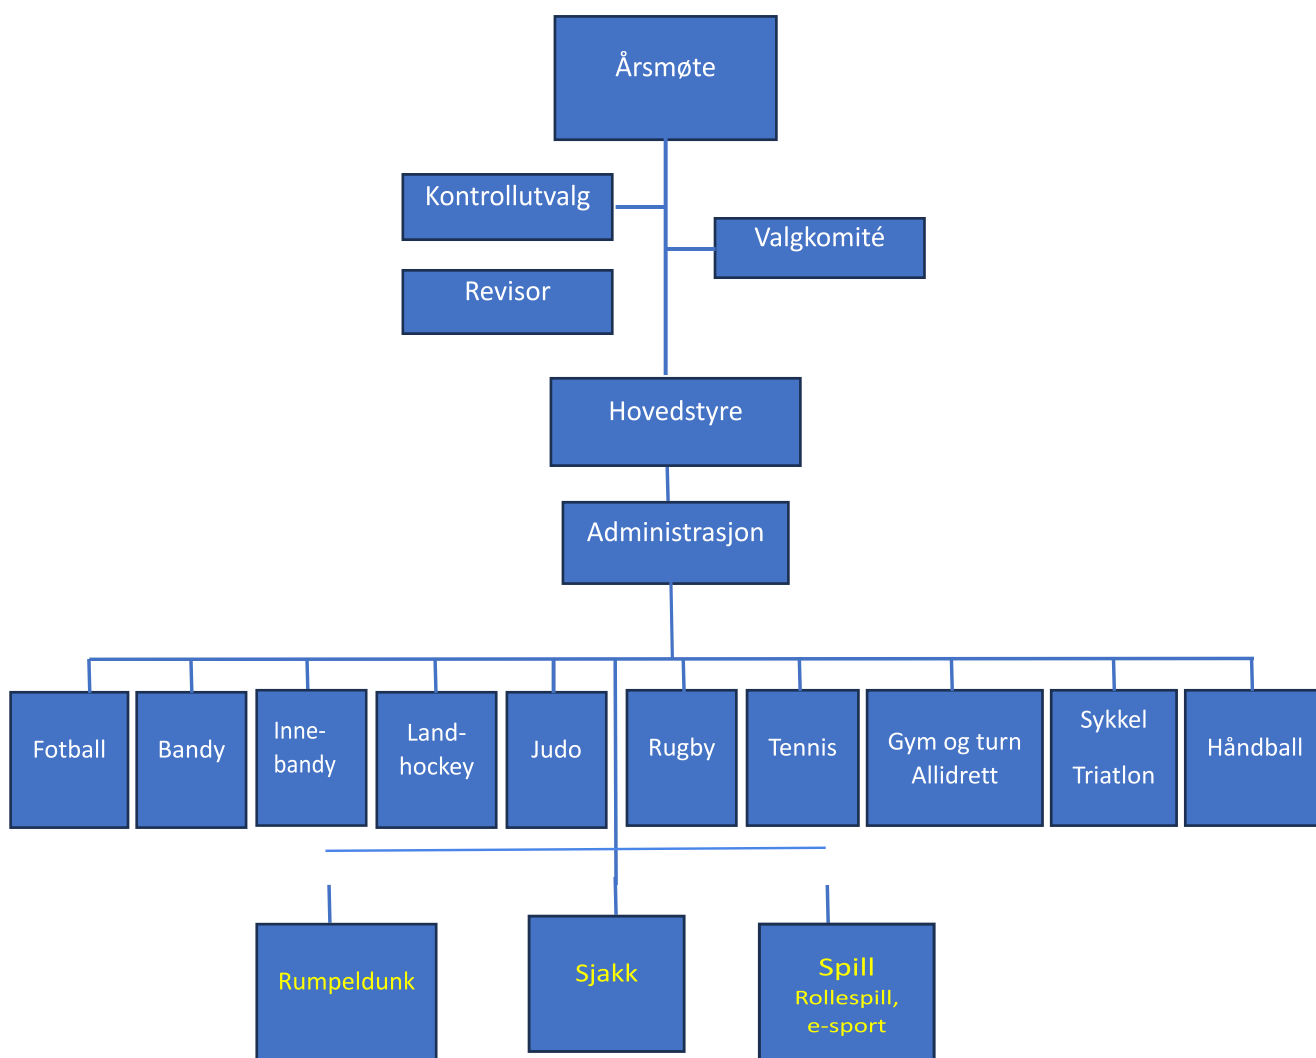 Årsmøte
Kontrollutvalg
Valgkomité
Revisor
Hovedstyre
Administrasjon
Fotball
Bandy
Inne-
bandy
Land-
hockey
Judo
Rugby
Tennis
Gym og turn
Allidrett
Sykkel
Triatlon
Håndball
Rumpeldunk
Sjakk
Spill
Rollespill,
e-sport